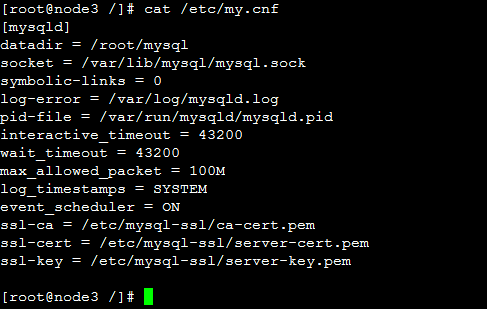 [root@node3 /]# cat /etc/my.cnf
[mysqld]
datadir = /root/mysql
socket = /var/lib/mysql/mysql.sock
symbolic-links = 0
log-error = /var/log/mysqld.log
pid-file = /var/run/mysqld/mysqld.pid
interactive_timeout = 43200
wait_timeout = 43200
max_allowed_packet = 100M
log_timestamps = SYSTEM
event_scheduler = ON
ssl-ca = /etc/mysql-ssl/ca-cert.pem
ssl-cert = /etc/mysql-ssl/server-cert.pem
ssl-key = /etc/mysql-ssl/server-key.pem
[root@node3 /]#